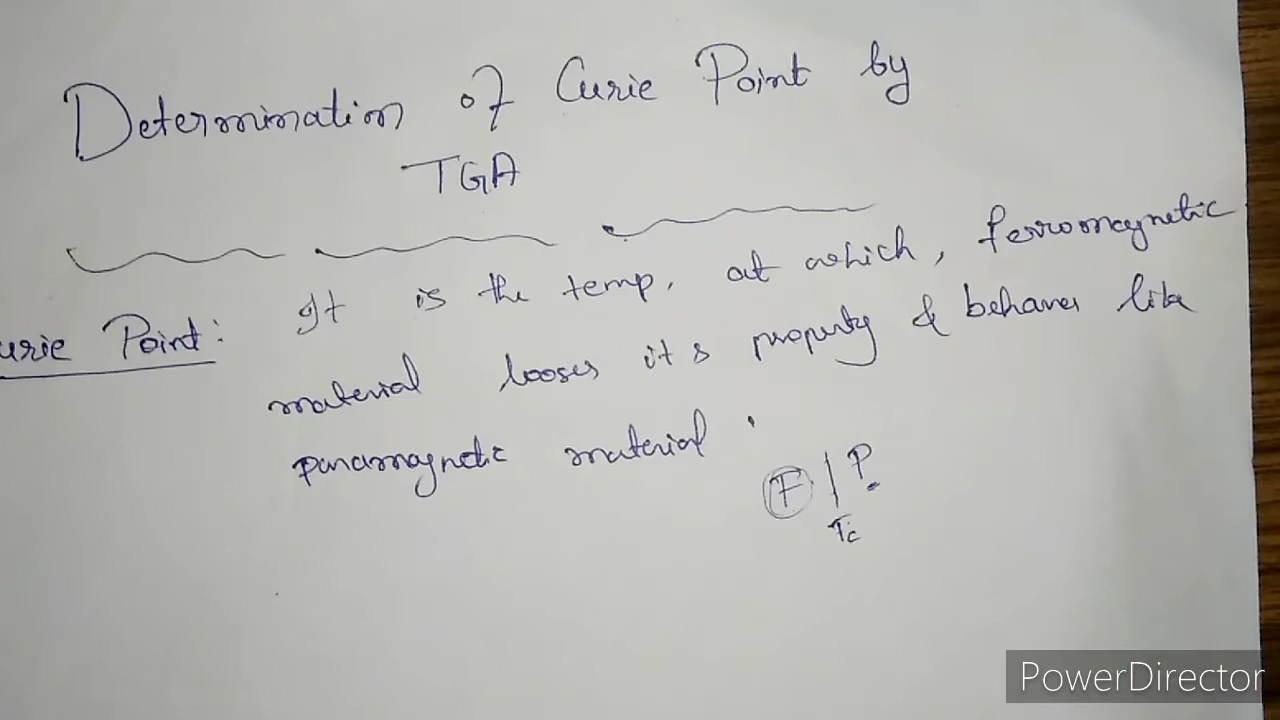 Determination of Curie Point by
TGA
urie Point: It is the temp. at which, ferromagnetic
material looses it's property & behaves like
paramagnetic material.
F | P
Tc
PowerDirector